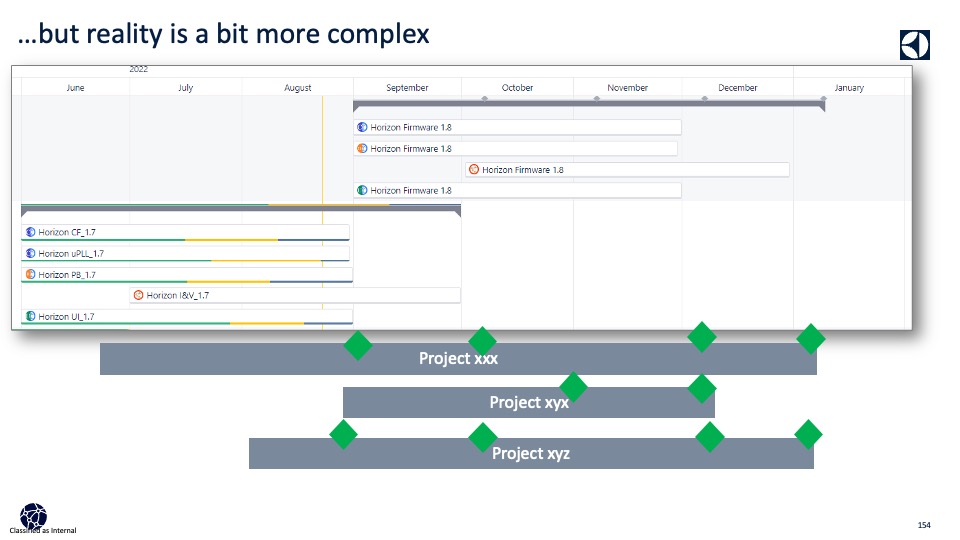 …but reality is a bit more complex
2022
June July August September October November December January
Horizon Firmware 1.8
Horizon Firmware 1.8
Horizon Firmware 1.8
Horizon Firmware 1.8
Horizon CF_1.7
Horizon uPLL_1.7
Horizon PB_1.7
Horizon I&V_1.7
Horizon UI_1.7
Project xxx
Project xyx
Project xyz
Classified as Internal
154